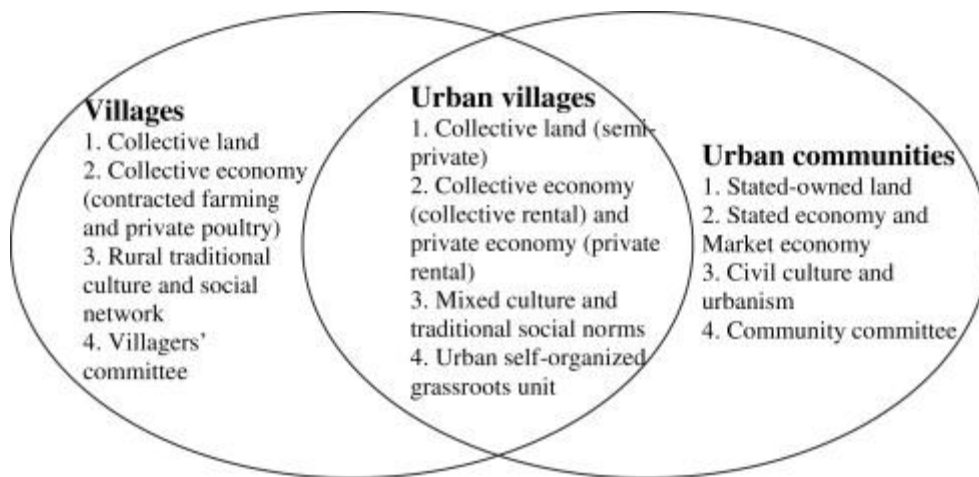 Villages
1. Collective land
2. Collective economy
(contracted farming
and private poultry)
3. Rural traditional
culture and social
network
4. Villagers'
committee
Urban villages
1. Collective land (semi-
private)
2. Collective economy
(collective rental) and
private economy (private
rental)
3. Mixed culture and
traditional social norms
4. Urban self-organized
grassroots unit
Urban communities
1. Stated-owned land
2. Stated economy and
Market economy
3. Civil culture and
urbanism
4. Community committee